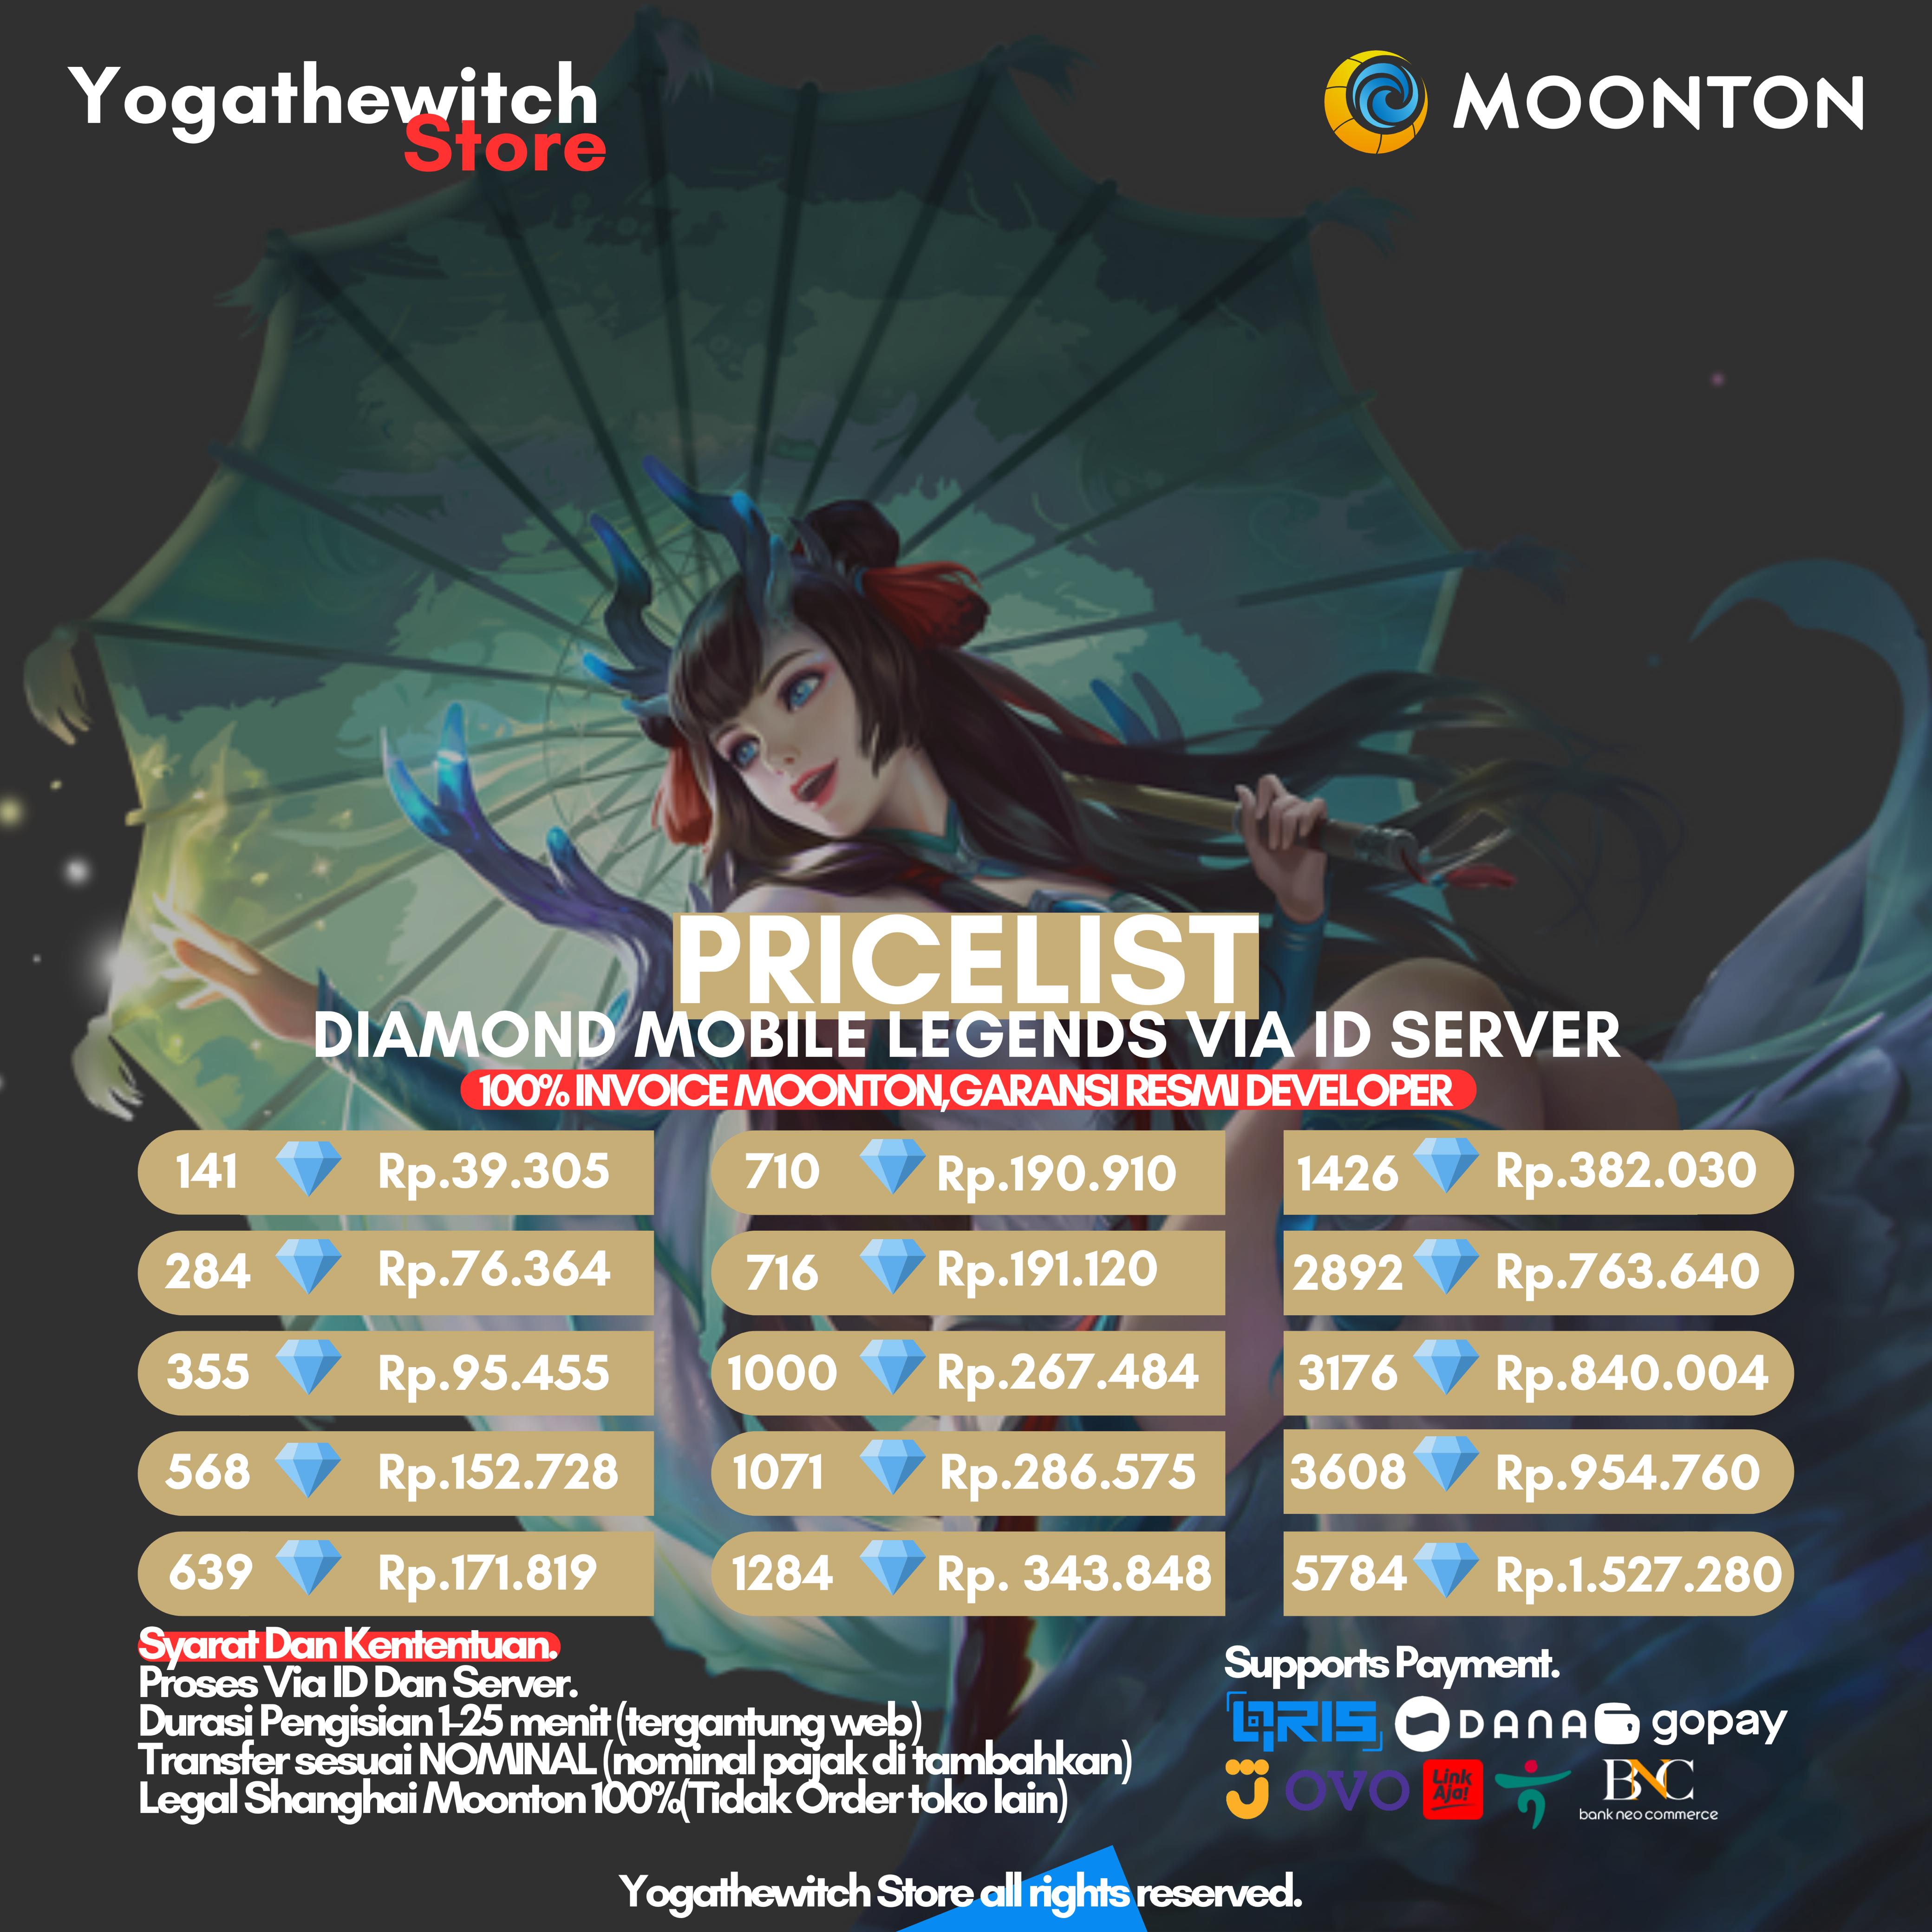 Yogathewitch
Store
MOONTON
PRICELIST
DIAMOND MOBILE LEGENDS VIA ID SERVER
100% INVOICE MOONTON,GARANSI RESMI DEVELOPER
141 Rp.39.305
284 Rp.76.364
355 Rp.95.455
568 Rp.152.728
639 Rp.171.819
710 Rp.190.910
716 Rp.191.120
1000 Rp.267.484
1071 Rp.286.575
1284 Rp. 343.848
1426 Rp.382.030
2892 Rp.763.640
3176 Rp.840.004
3608 Rp.954.760
5784 Rp.1.527.280
Syarat Dan Kententuan.
Proses Via ID Dan Server.
Durasi Pengisian 1-25 menit (tergantung web)
Transfer sesuai NOMINAL (nominal pajak di tambahkan)
Legal Shanghai Moonton 100%(Tidak Order toko lain)
Supports Payment.
QRIS DANA gopay
OVO Link Aja! BNC
bank neo commerce
Yogathewitch Store all rights reserved.